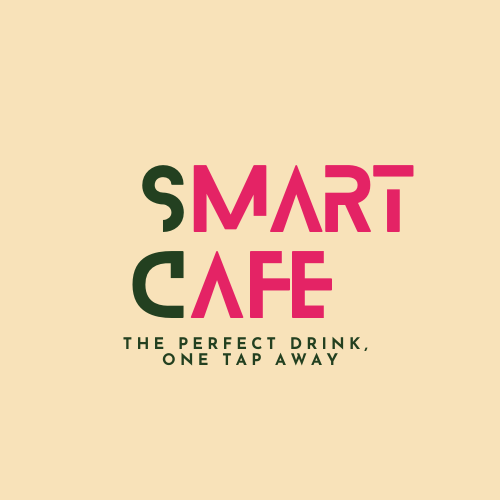 SMART
CAFE
THE PERFECT DRINK,
ONE TAP AWAY